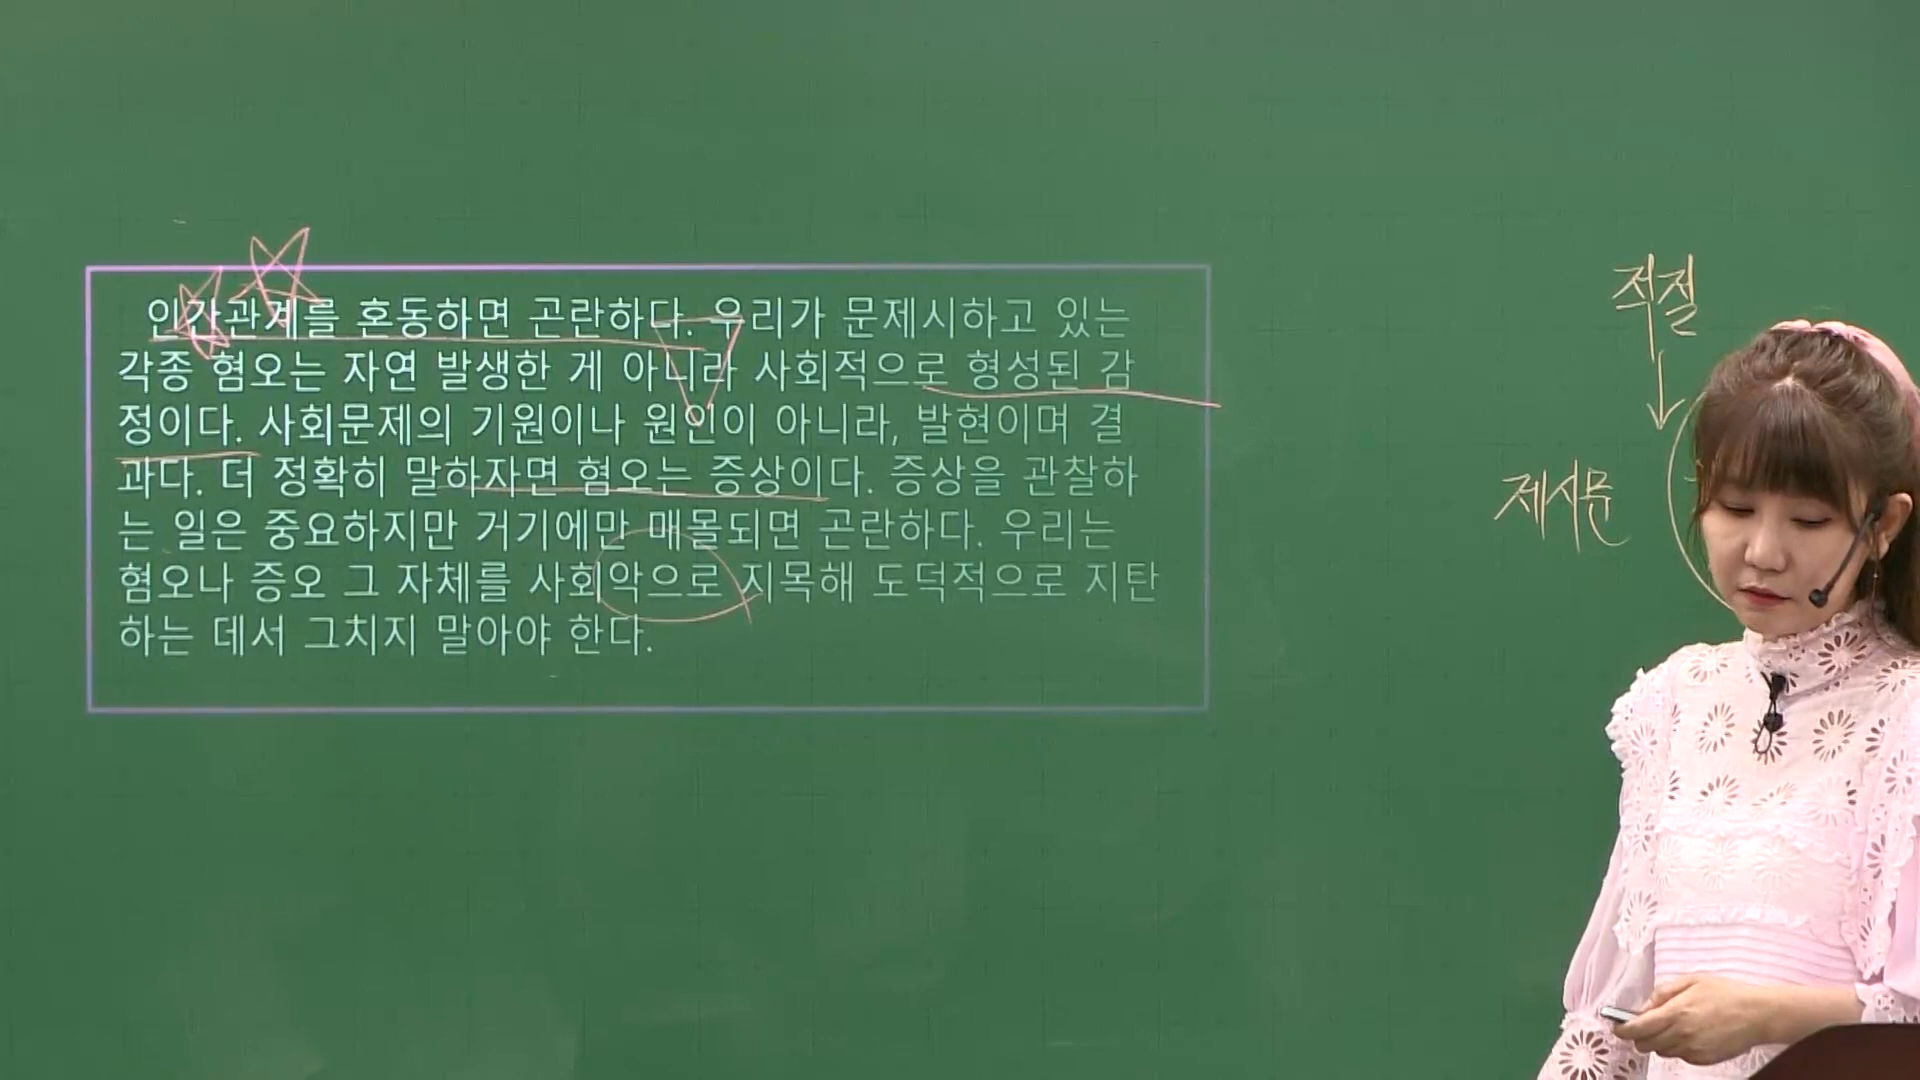 인간관계를 혼동하면 곤란하다. 우리가 문제시하고 있는
각종 혐오는 자연 발생한 게 아니라 사회적으로 형성된 감
정이다. 사회문제의 기원이나 원인이 아니라, 발현이며 결
과다. 더 정확히 말하자면 혐오는 증상이다. 증상을 관찰하
는 일은 중요하지만 거기에만 매몰되면 곤란하다. 우리는
혐오나 증오 그 자체를 사회악으로 지목해 도덕적으로 지탄
하는 데서 그치지 말아야 한다.
적질
제시문